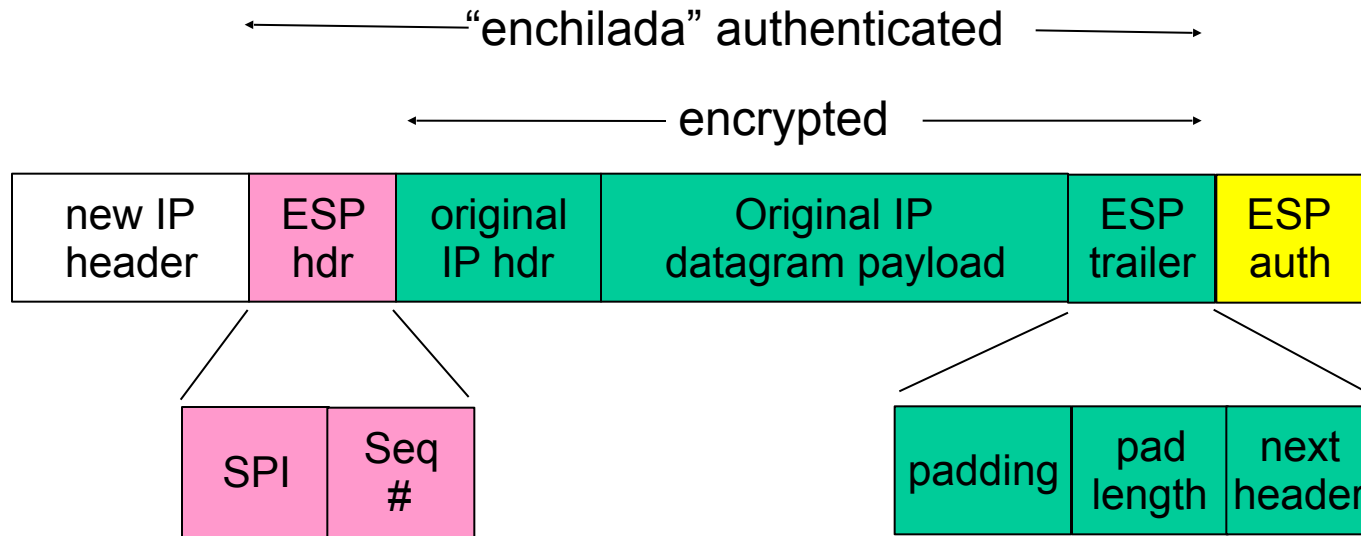 “enchilada” authenticated
encrypted
new IP
header
ESP
hdr
original
IP hdr
Original IP
datagram payload
ESP
trailer
ESP
auth
SPI
Seq
#
padding
pad
length
next
header